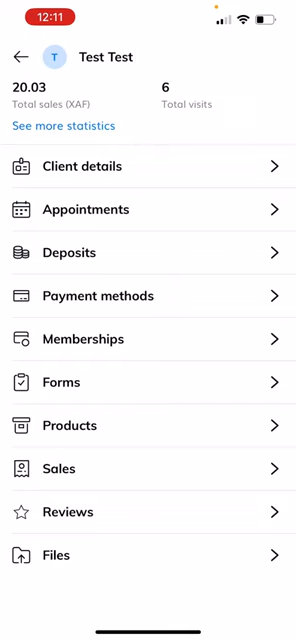 12:11
T
Test Test
20.03
6
Total sales (XAF)
Total visits
See more statistics
Client details
Appointments
Deposits
Payment methods
Memberships
Forms
Products
Sales
Reviews
Files